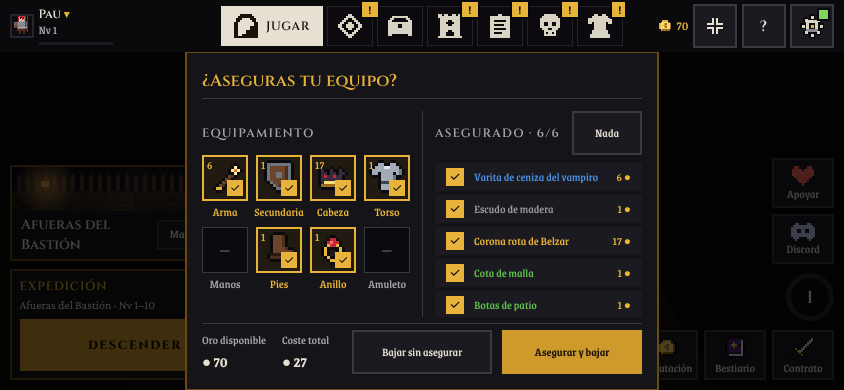 Pau ▾
Nv 1
JUGAR
!
!
!
!
!
70
?
¿Aseguras tu equipo?
EQUIPAMIENTO
6
Arma
1
Secundaria
17
Cabeza
1
Torso
–
Manos
1
Pies
1
Anillo
–
Amuleto
ASEGURADO · 6/6
Nada
Varita de ceniza del vampiro 6
Escudo de madera 1
Corona rota de Belzar 17
Cota de malla 1
Botas de patio 1
Oro disponible
70
Coste total
27
Bajar sin asegurar
Asegurar y bajar
Afueras del
Bastión
Ma
EXPEDICIÓN
Afueras del Bastión · Nv 1–10
DESCENDER
Apoyar
Discord
1
utación
Bestiario
Contrato